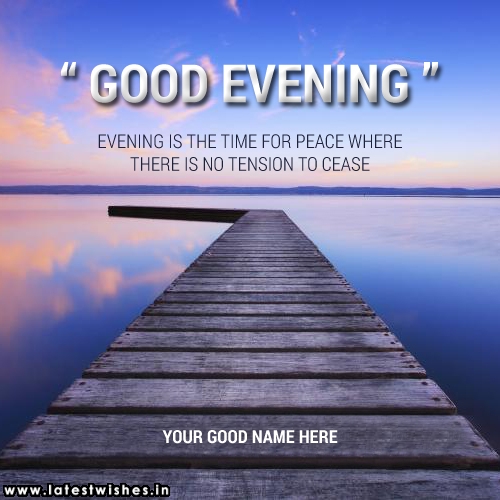 “ GOOD EVENING ”
EVENING IS THE TIME FOR PEACE WHERE
THERE IS NO TENSION TO CEASE
YOUR GOOD NAME HERE
www.latestwishes.in